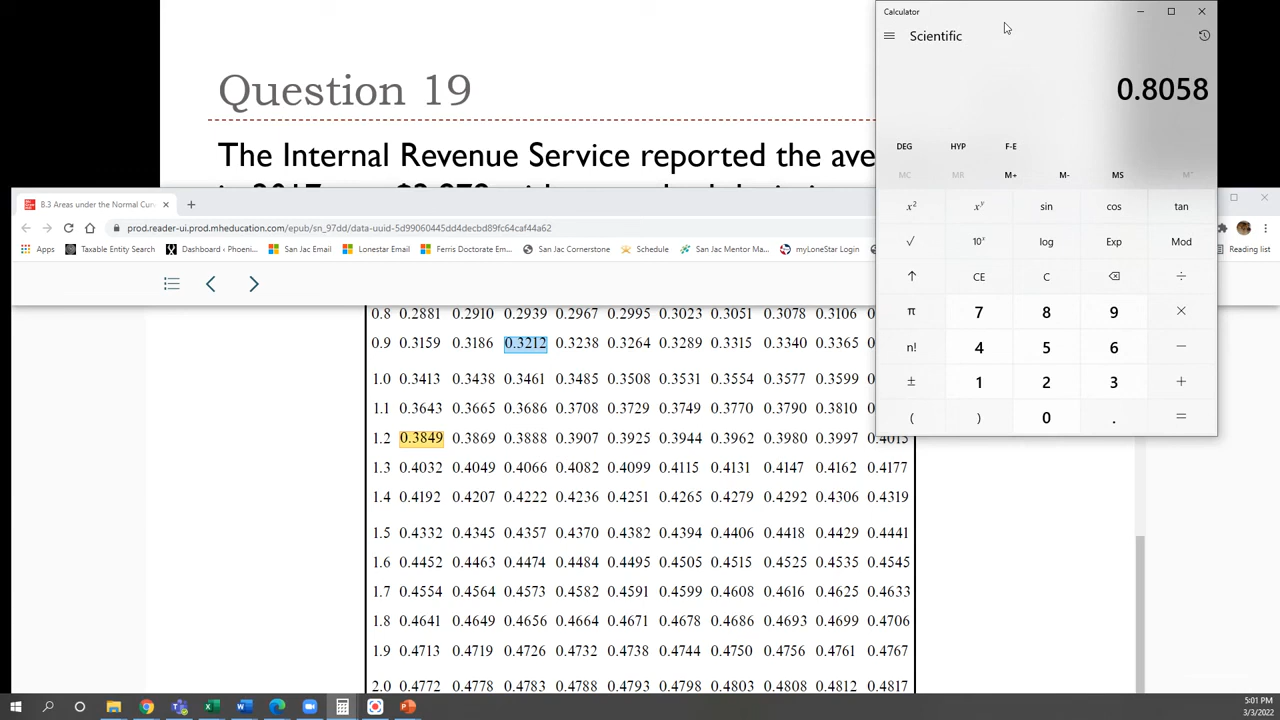 Calculator
Scientific
0.8058
DEG HYP F-E
MC MR M+ M- MS
x² xʸ sin cos tan
√ 10ˣ log Exp Mod
↑ CE C ÷
π 7 8 9 ×
n! 4 5 6 −
± 1 2 3 +
( ) 0 . =
Question 19
The Internal Revenue Service reported the ave
B.3 Areas under the Normal Cur
prod.reader-ui.prod.mheducation.com/epub/sn_97dd/data-uuid-5d99060445dd4decbd89fc64caf44a62
Apps Taxable Entity Search Dashboard ‹ Phoeni... San Jac Email Lonestar Email Ferris Doctorate Em... San Jac Cornerstone Schedule San Jac Mentor Ma... myLoneStar Login Reading list
0.8 0.2881 0.2910 0.2939 0.2967 0.2995 0.3023 0.3051 0.3078 0.3106
0.9 0.3159 0.3186 0.3212 0.3238 0.3264 0.3289 0.3315 0.3340 0.3365
1.0 0.3413 0.3438 0.3461 0.3485 0.3508 0.3531 0.3554 0.3577 0.3599
1.1 0.3643 0.3665 0.3686 0.3708 0.3729 0.3749 0.3770 0.3790 0.3810
1.2 0.3849 0.3869 0.3888 0.3907 0.3925 0.3944 0.3962 0.3980 0.3997 0.4015
1.3 0.4032 0.4049 0.4066 0.4082 0.4099 0.4115 0.4131 0.4147 0.4162 0.4177
1.4 0.4192 0.4207 0.4222 0.4236 0.4251 0.4265 0.4279 0.4292 0.4306 0.4319
1.5 0.4332 0.4345 0.4357 0.4370 0.4382 0.4394 0.4406 0.4418 0.4429 0.4441
1.6 0.4452 0.4463 0.4474 0.4484 0.4495 0.4505 0.4515 0.4525 0.4535 0.4545
1.7 0.4554 0.4564 0.4573 0.4582 0.4591 0.4599 0.4608 0.4616 0.4625 0.4633
1.8 0.4641 0.4649 0.4656 0.4664 0.4671 0.4678 0.4686 0.4693 0.4699 0.4706
1.9 0.4713 0.4719 0.4726 0.4732 0.4738 0.4744 0.4750 0.4756 0.4761 0.4767
2.0 0.4772 0.4778 0.4783 0.4788 0.4793 0.4798 0.4803 0.4808 0.4812 0.4817
5:01 PM
3/3/2022